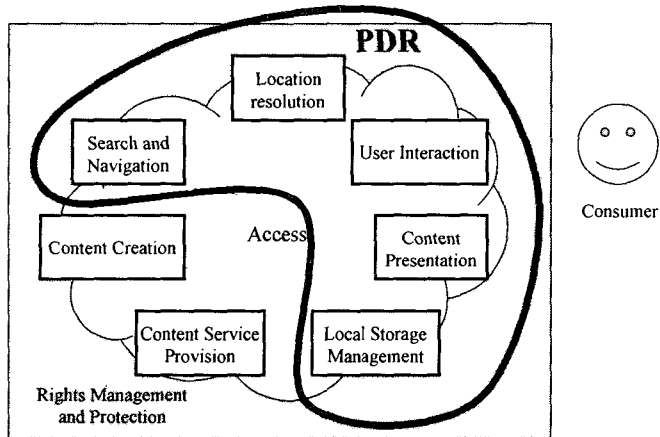 PDR
Location
resolution
Search and
Navigation
User Interaction
Consumer
Content Creation
Access
Content
Presentation
Content Service
Provision
Local Storage
Management
Rights Management
and Protection